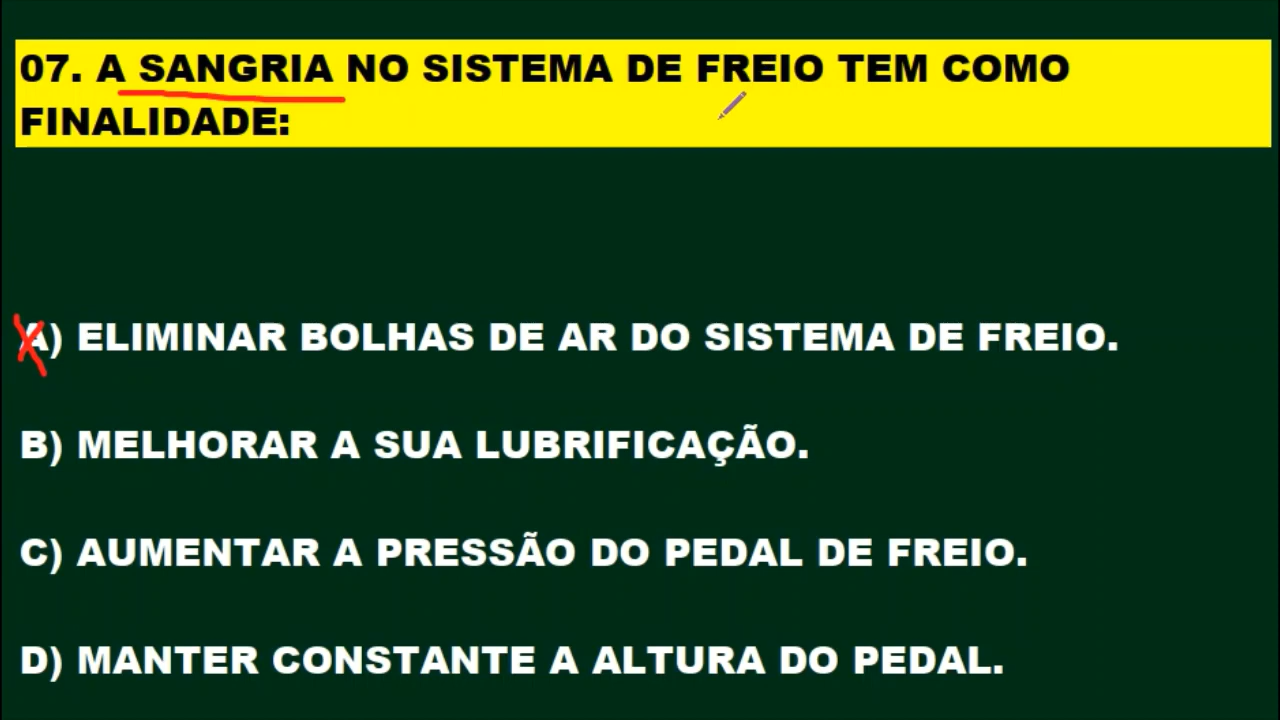 07. A SANGRIA NO SISTEMA DE FREIO TEM COMO
FINALIDADE:
A) ELIMINAR BOLHAS DE AR DO SISTEMA DE FREIO.
B) MELHORAR A SUA LUBRIFICAÇÃO.
C) AUMENTAR A PRESSÃO DO PEDAL DE FREIO.
D) MANTER CONSTANTE A ALTURA DO PEDAL.